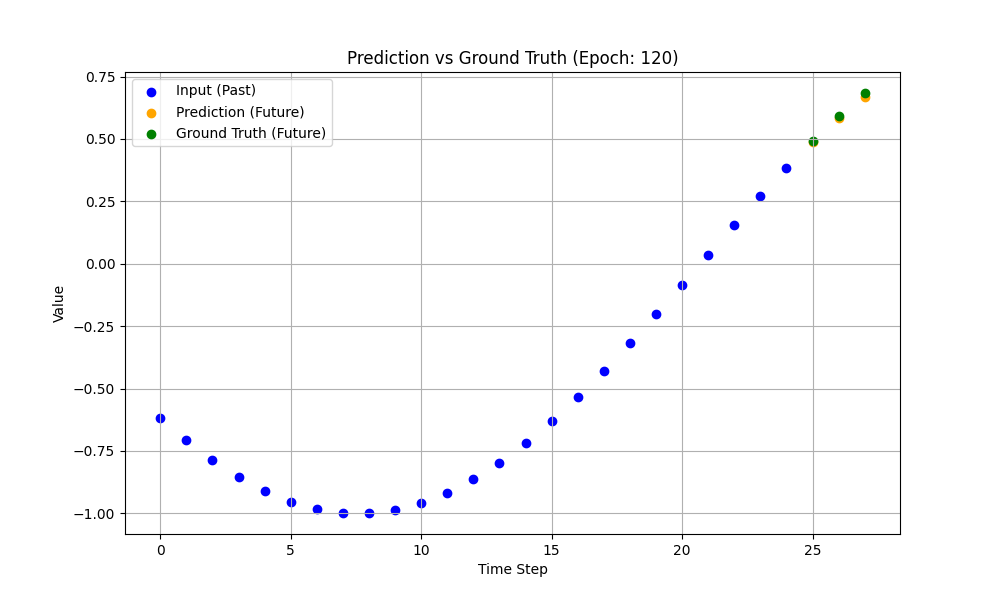 Prediction vs Ground Truth (Epoch: 120)
Input (Past)
Prediction (Future)
Ground Truth (Future)
0.75
0.50
0.25
0.00
−0.25
−0.50
−0.75
−1.00
Value
0 5 10 15 20 25
Time Step